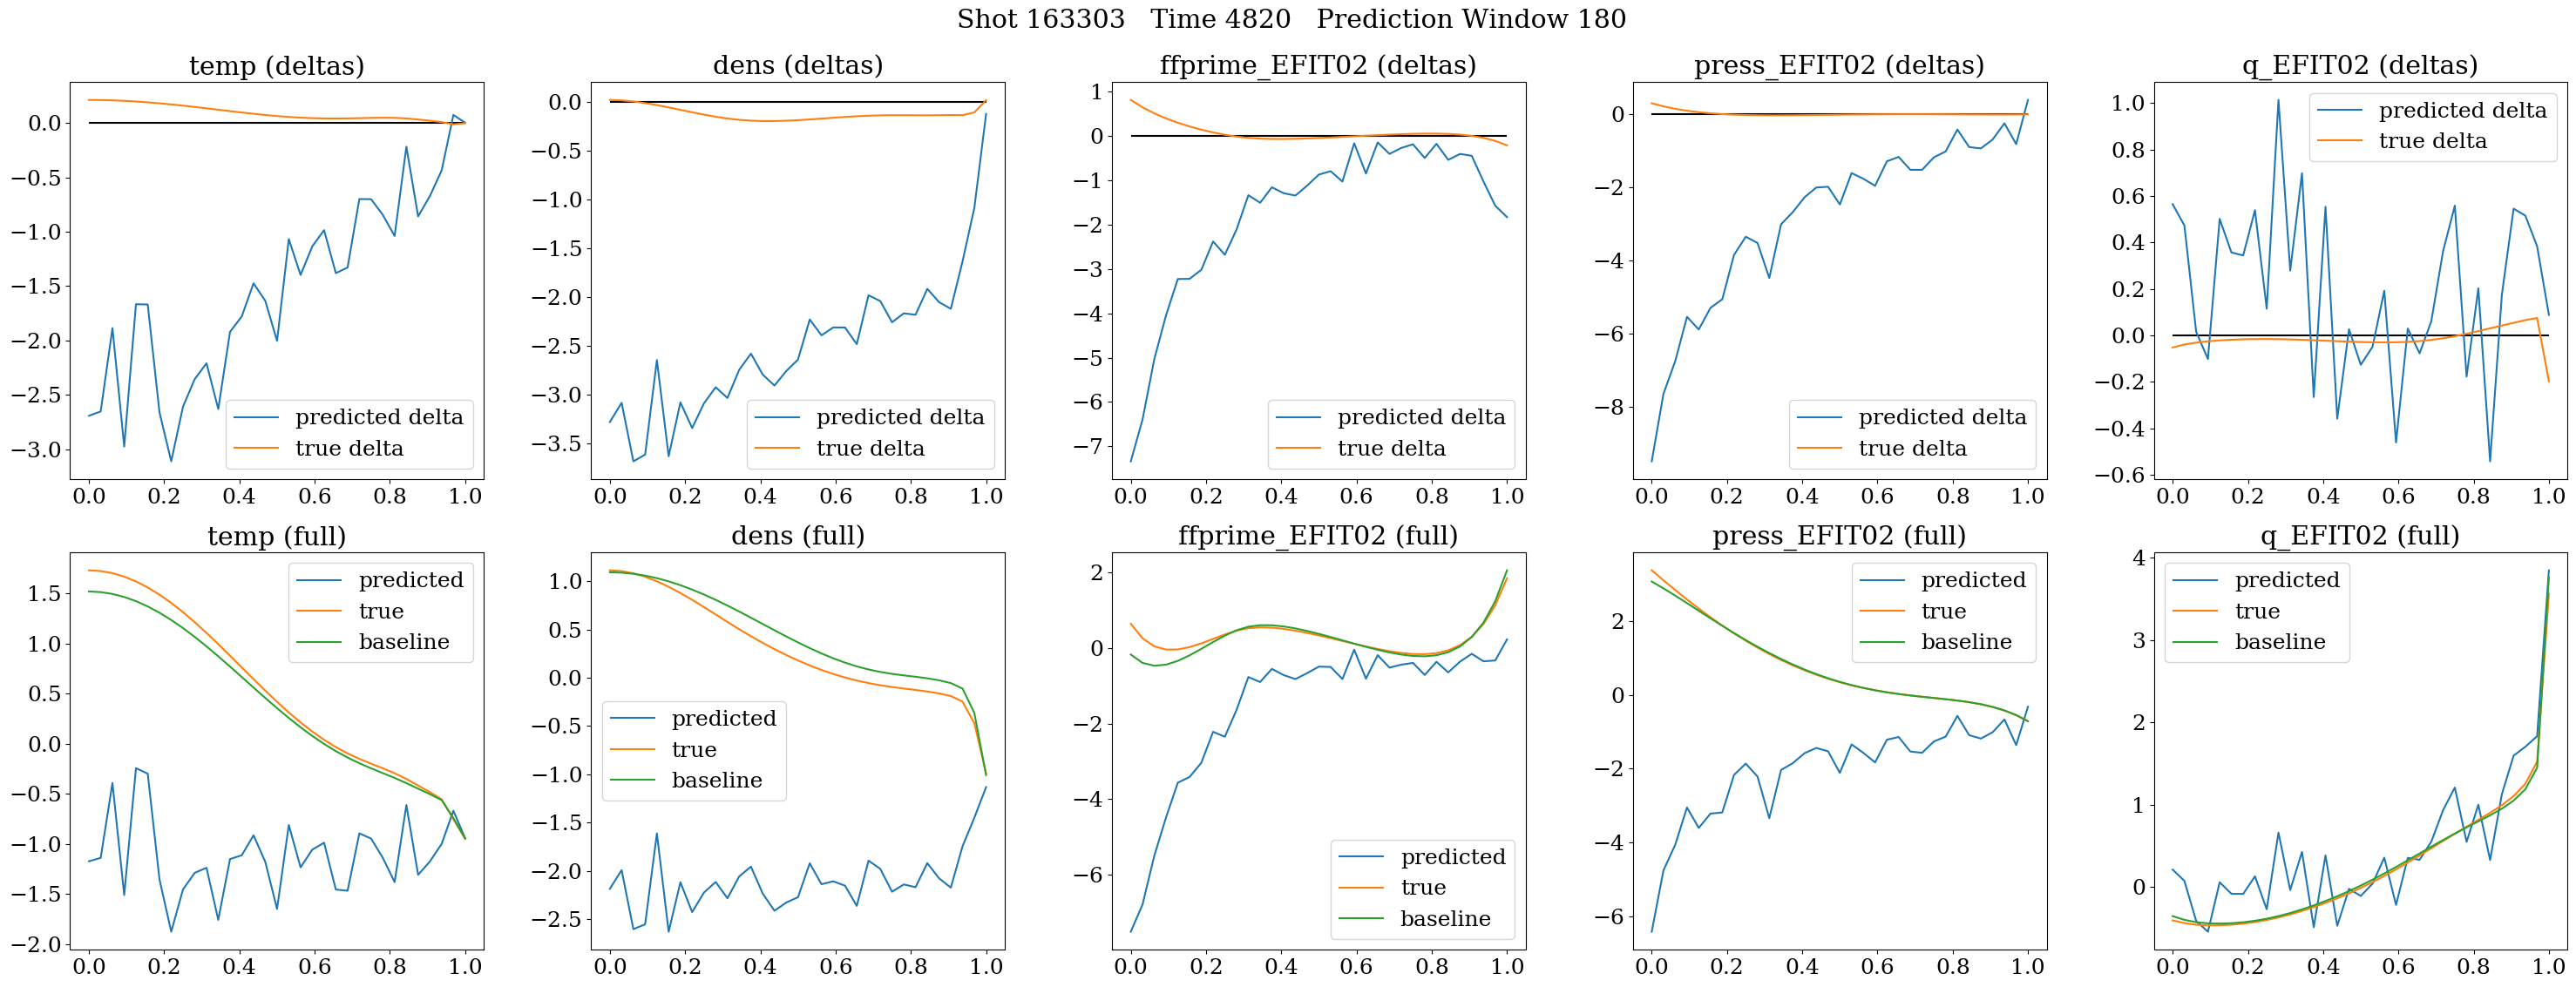 Shot 163303   Time 4820   Prediction Window 180
temp (deltas)
0.0
−0.5
−1.0
−1.5
−2.0
−2.5
−3.0
predicted delta
true delta
0.0 0.2 0.4 0.6 0.8 1.0
dens (deltas)
0.0
−0.5
−1.0
−1.5
−2.0
−2.5
−3.0
−3.5
predicted delta
true delta
0.0 0.2 0.4 0.6 0.8 1.0
ffprime_EFIT02 (deltas)
1
0
−1
−2
−3
−4
−5
−6
−7
predicted delta
true delta
0.0 0.2 0.4 0.6 0.8 1.0
press_EFIT02 (deltas)
0
−2
−4
−6
−8
predicted delta
true delta
0.0 0.2 0.4 0.6 0.8 1.0
q_EFIT02 (deltas)
predicted delta
true delta
1.0
0.8
0.6
0.4
0.2
0.0
−0.2
−0.4
−0.6
0.0 0.2 0.4 0.6 0.8 1.0
temp (full)
predicted
true
baseline
1.5
1.0
0.5
0.0
−0.5
−1.0
−1.5
−2.0
0.0 0.2 0.4 0.6 0.8 1.0
dens (full)
1.0
0.5
0.0
−0.5
−1.0
−1.5
−2.0
−2.5
predicted
true
baseline
0.0 0.2 0.4 0.6 0.8 1.0
ffprime_EFIT02 (full)
2
0
−2
−4
−6
predicted
true
baseline
0.0 0.2 0.4 0.6 0.8 1.0
press_EFIT02 (full)
predicted
true
baseline
2
0
−2
−4
−6
0.0 0.2 0.4 0.6 0.8 1.0
q_EFIT02 (full)
predicted
true
baseline
4
3
2
1
0
0.0 0.2 0.4 0.6 0.8 1.0